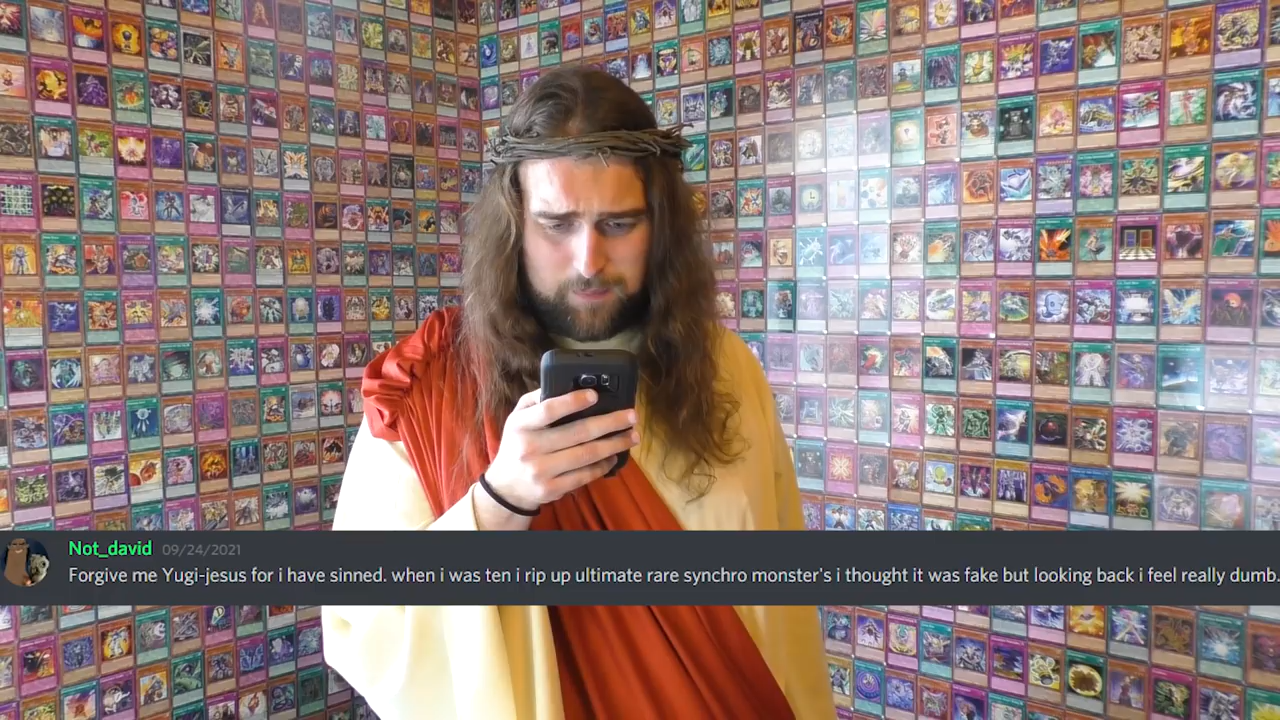 Not_david 09/24/2021
Forgive me Yugi-jesus for i have sinned. when i was ten i rip up ultimate rare synchro monster's i thought it was fake but looking back i feel really dumb.